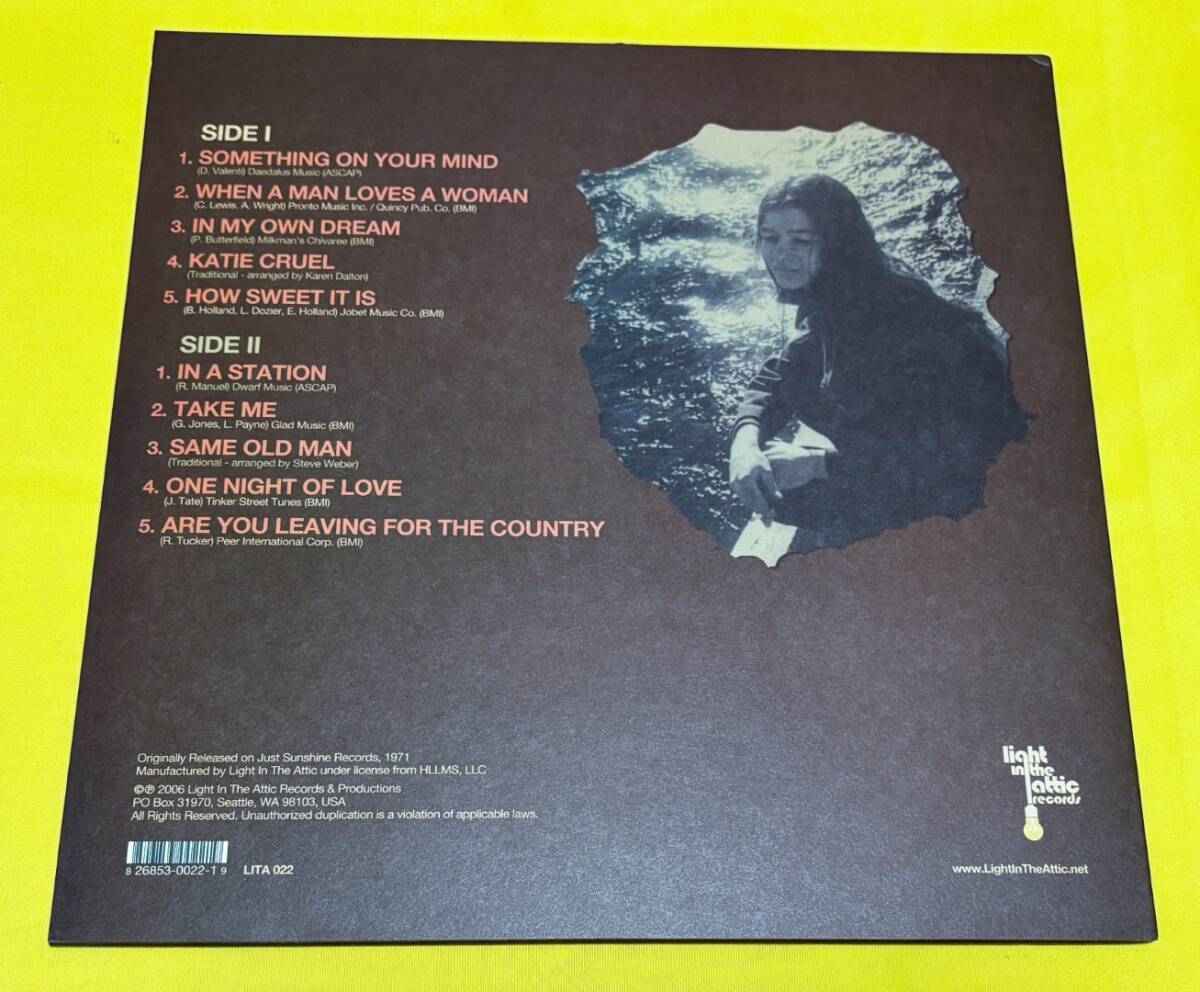 SIDE I
1. SOMETHING ON YOUR MIND
(D. Valenti) Daedalus Music (ASCAP)
2. WHEN A MAN LOVES A WOMAN
(C. Lewis. A. Wright) Pronto Music Inc. / Quincy Pub. Co. (BMI)
3. IN MY OWN DREAM
(P. Butterfield) Milkman's Chivaree (BMI)
4. KATIE CRUEL
(Traditional - arranged by Karen Dalton)
5. HOW SWEET IT IS
(B. Holland, L. Dozier, E. Holland) Jobet Music Co. (BMI)
SIDE II
1. IN A STATION
(R. Manuel) Dwarf Music (ASCAP)
2. TAKE ME
(G. Jones, L. Payne) Glad Music (BMI)
3. SAME OLD MAN
(Traditional - arranged by Steve Weber)
4. ONE NIGHT OF LOVE
(J. Tate) Tinker Street Tunes (BMI)
5. ARE YOU LEAVING FOR THE COUNTRY
(R. Tucker) Peer International Corp. (BMI)
Originally Released on Just Sunshine Records, 1971
Manufactured by Light In The Attic under license from HLLMS, LLC
©℗ 2006 Light In The Attic Records & Productions
PO Box 31970, Seattle, WA 98103, USA
All Rights Reserved. Unauthorized duplication is a violation of applicable laws.
8 26853-0022-1 9 LITA 022
light
in the
attic
records
www.LightInTheAttic.net